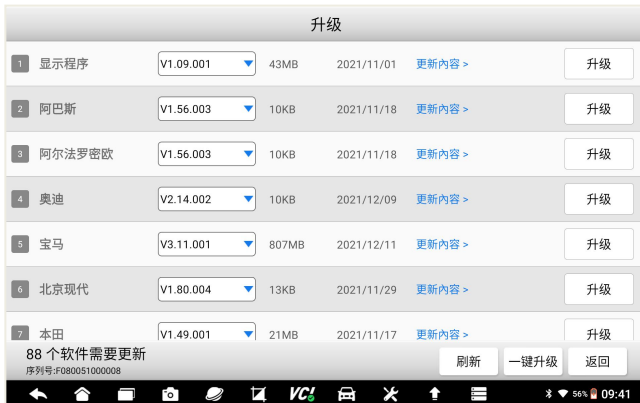 升级
1 显示程序 V1.09.001 43MB 2021/11/01 更新内容 > 升级
2 阿巴斯 V1.56.003 10KB 2021/11/18 更新内容 > 升级
3 阿尔法罗密欧 V1.56.003 10KB 2021/11/18 更新内容 > 升级
4 奥迪 V2.14.002 10KB 2021/12/09 更新内容 > 升级
5 宝马 V3.11.001 807MB 2021/12/11 更新内容 > 升级
6 北京现代 V1.80.004 13KB 2021/11/29 更新内容 > 升级
7 本田 V1.49.001 21MB 2021/11/17 更新内容 > 升级
88 个软件需要更新 刷新 一键升级 返回
序列号:F080051000008
VC! 56% 09:41